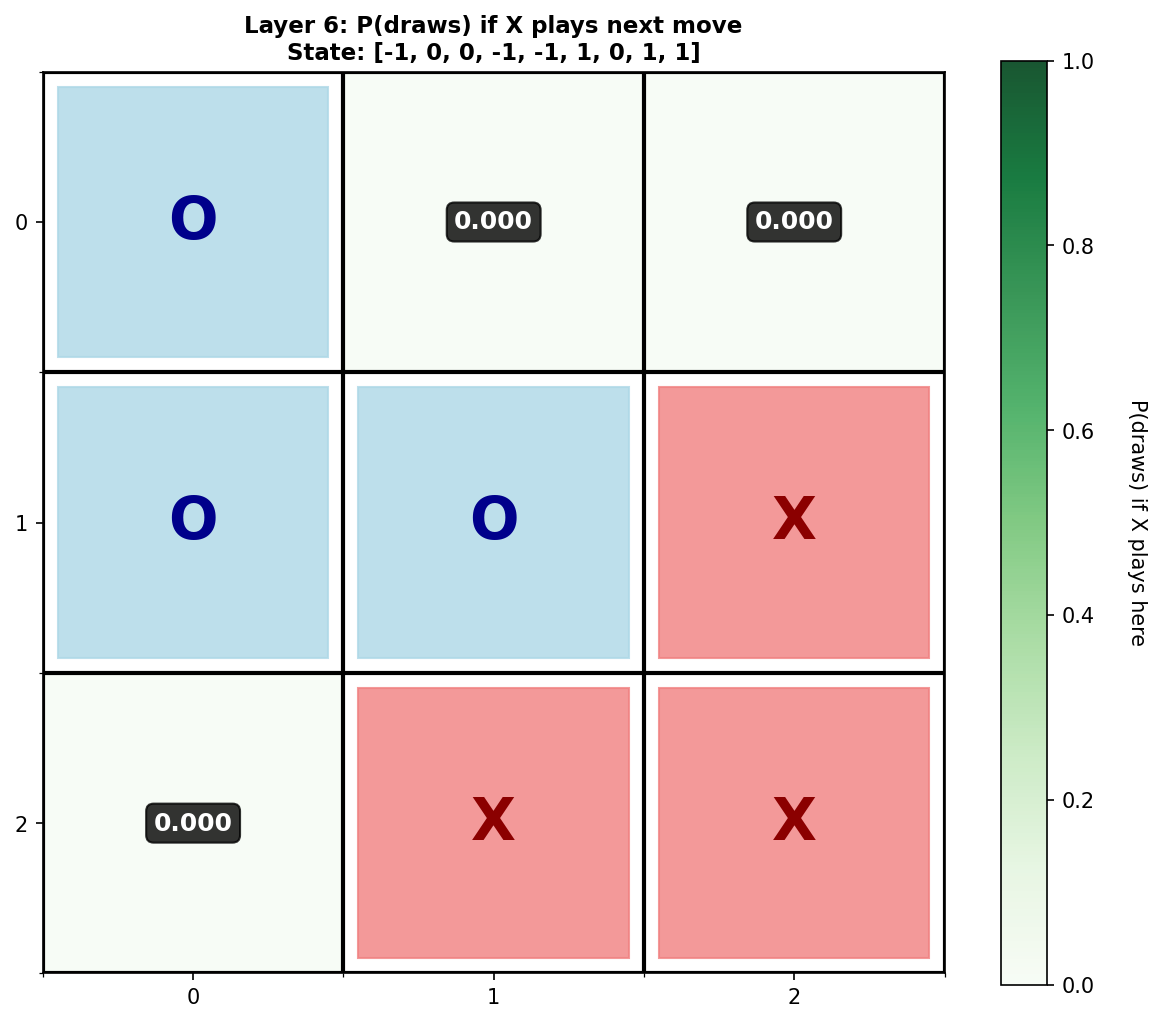 Layer 6: P(draws) if X plays next move
State: [-1, 0, 0, -1, -1, 1, 0, 1, 1]
0
O
0.000
0.000
1
O
O
X
2
0.000
X
X
0
1
2
1.0
0.8
0.6
0.4
0.2
0.0
P(draws) if X plays here